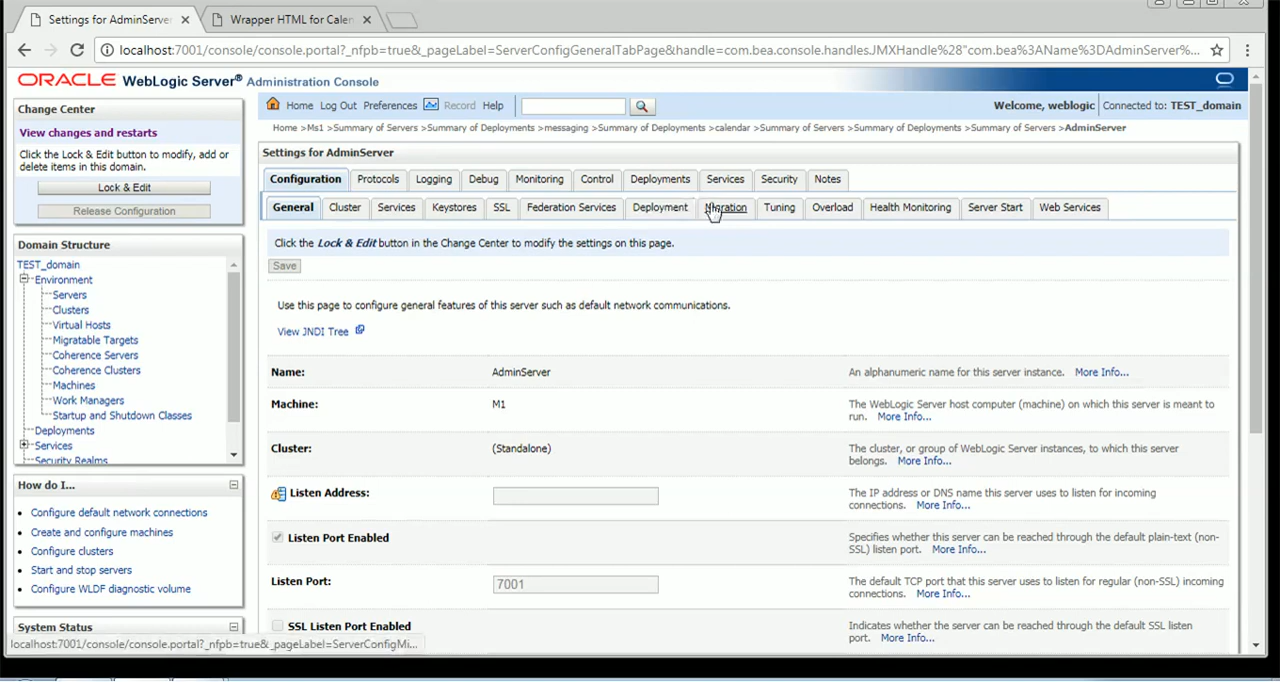 Settings for AdminServer
Wrapper HTML for Calen
localhost:7001/console/console.portal?_nfpb=true&_pageLabel=ServerConfigGeneralTabPage&handle=com.bea.console.handlesJMXHandle%28"com.bea%3AName%3DAdminServer%...
ORACLE WebLogic Server® Administration Console
Change Center
View changes and restarts
Click the Lock & Edit button to modify, add or
delete items in this domain.
Lock & Edit
Release Configuration
Domain Structure
TEST_domain
Environment
Servers
Clusters
Virtual Hosts
Migratable Targets
Coherence Servers
Coherence Clusters
Machines
Work Managers
Startup and Shutdown Classes
Deployments
Services
Security Realms
How do I...
Configure default network connections
Create and configure machines
Configure clusters
Start and stop servers
Configure WLDF diagnostic volume
System Status
Home Log Out Preferences Record Help
Welcome, weblogic Connected to: TEST_domain
Home >Ms1 >Summary of Servers >Summary of Deployments >messaging >Summary of Deployments >calendar >Summary of Servers >Summary of Deployments >Summary of Servers >AdminServer
Settings for AdminServer
Configuration Protocols Logging Debug Monitoring Control Deployments Services Security Notes
General Cluster Services Keystores SSL Federation Services Deployment Migration Tuning Overload Health Monitoring Server Start Web Services
Click the Lock & Edit button in the Change Center to modify the settings on this page.
Save
Use this page to configure general features of this server such as default network communications.
View JNDI Tree
Name: AdminServer An alphanumeric name for this server instance. More Info...
Machine: M1 The WebLogic Server host computer (machine) on which this server is meant to
run. More Info...
Cluster: (Standalone) The cluster, or group of WebLogic Server instances, to which this server
belongs. More Info...
Listen Address: The IP address or DNS name this server uses to listen for incoming
connections. More Info...
Listen Port Enabled Specifies whether this server can be reached through the default plain-text (non-
SSL) listen port. More Info...
Listen Port: 7001 The default TCP port that this server uses to listen for regular (non-SSL) incoming
connections. More Info...
SSL Listen Port Enabled Indicates whether the server can be reached through the default SSL listen
port. More Info...
localhost:7001/console/console.portal?_nfpb=true&_pageLabel=ServerConfigMi...